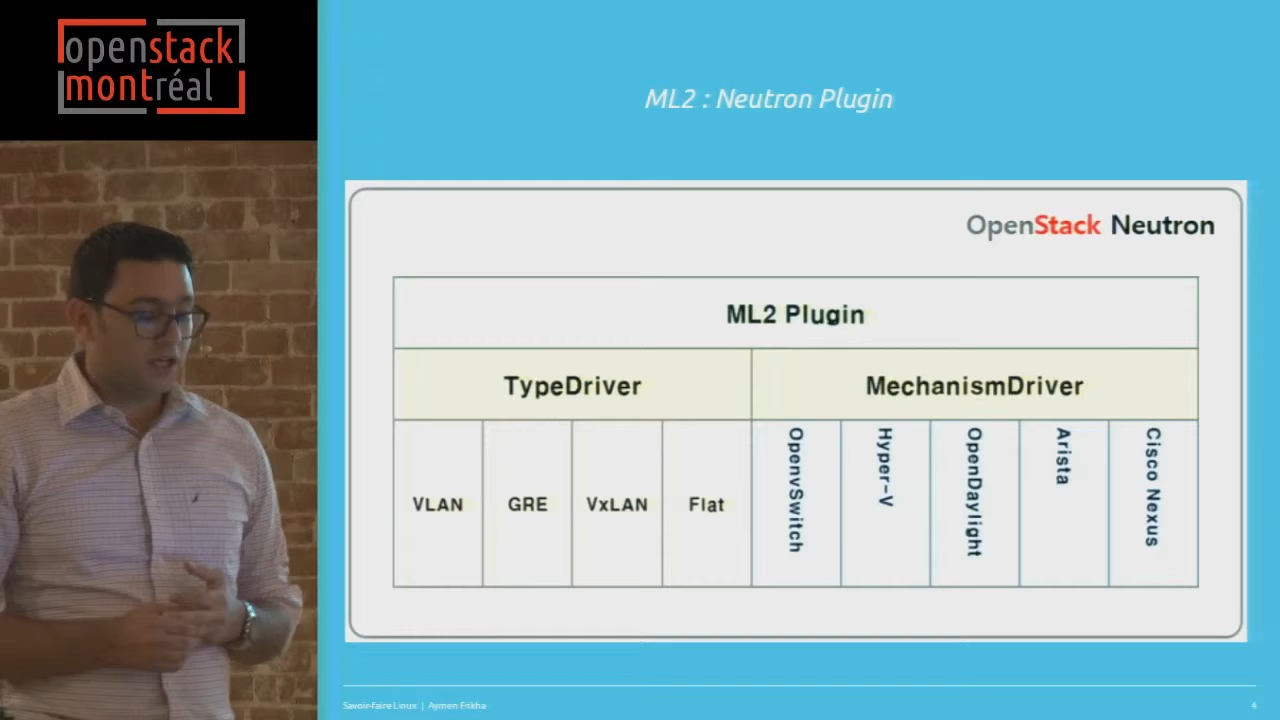 openstack
montréal
ML2 : Neutron Plugin
OpenStack Neutron
ML2 Plugin
TypeDriver
MechanismDriver
VLAN
GRE
VxLAN
Flat
OpenvSwitch
Hyper-V
OpenDaylight
Arista
Cisco Nexus
Savoir-faire Linux | Aymen Frikha
4